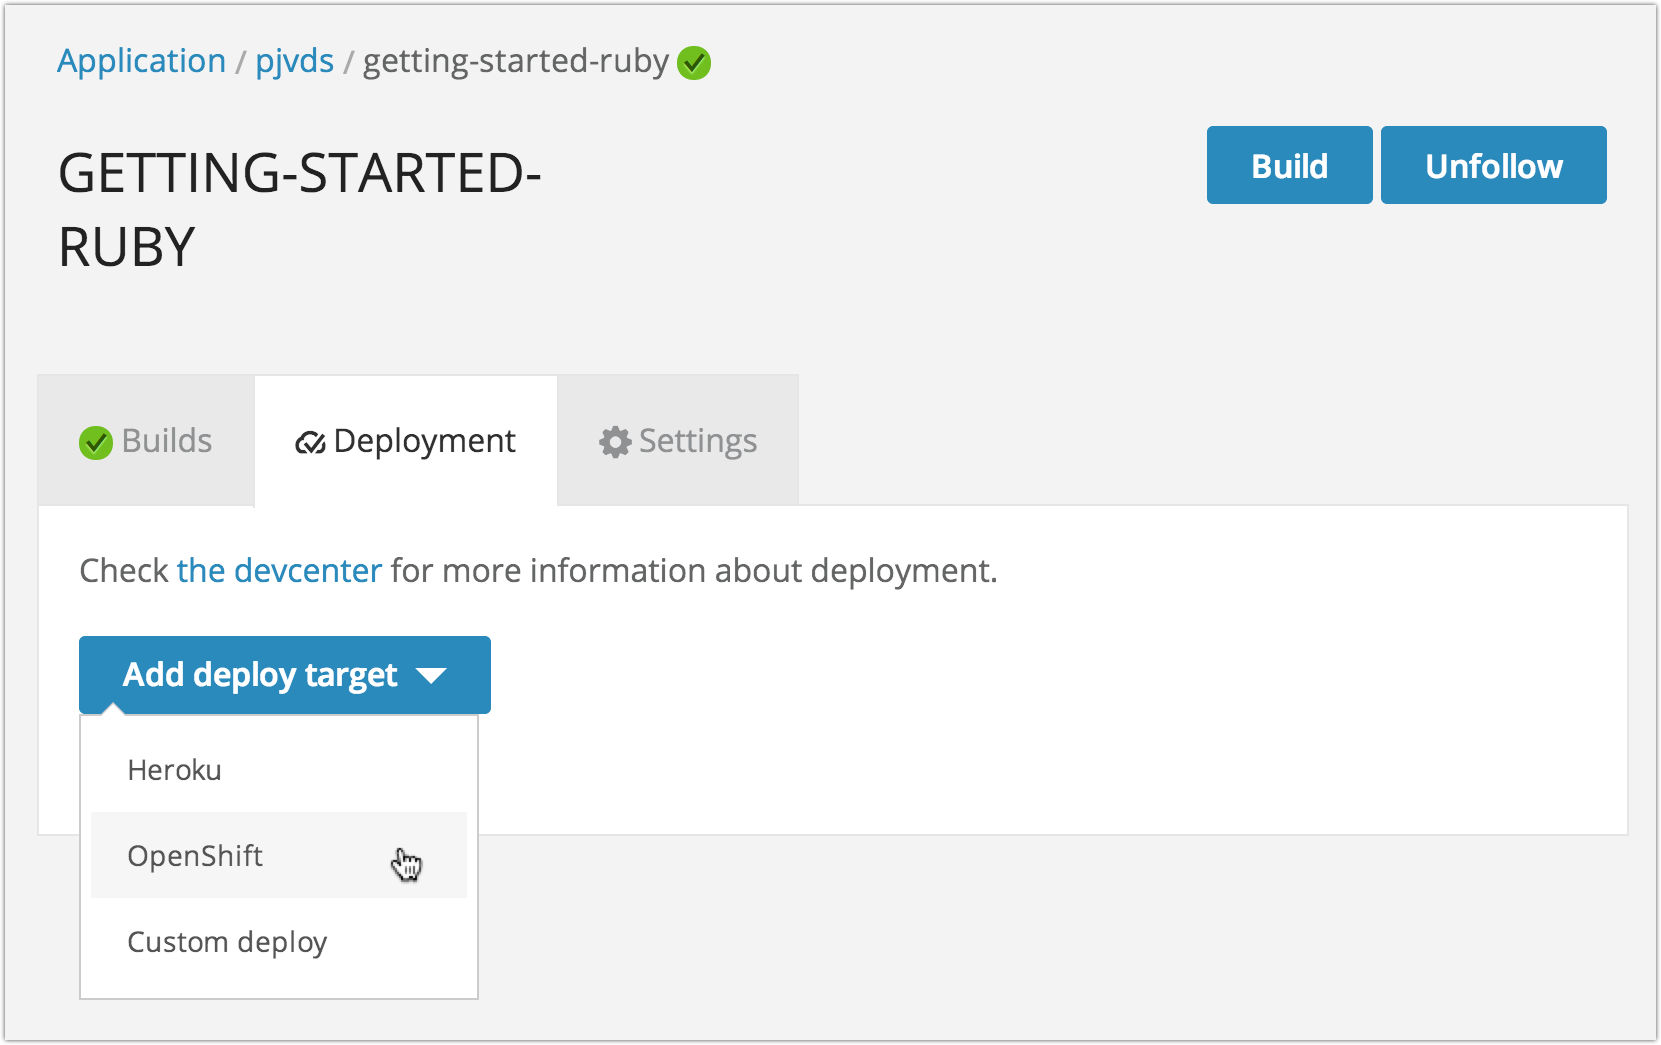 Application / pjvds / getting-started-ruby
GETTING-STARTED-
RUBY
Build
Unfollow
Builds
Deployment
Settings
Check the devcenter for more information about deployment.
Add deploy target
Heroku
OpenShift
Custom deploy